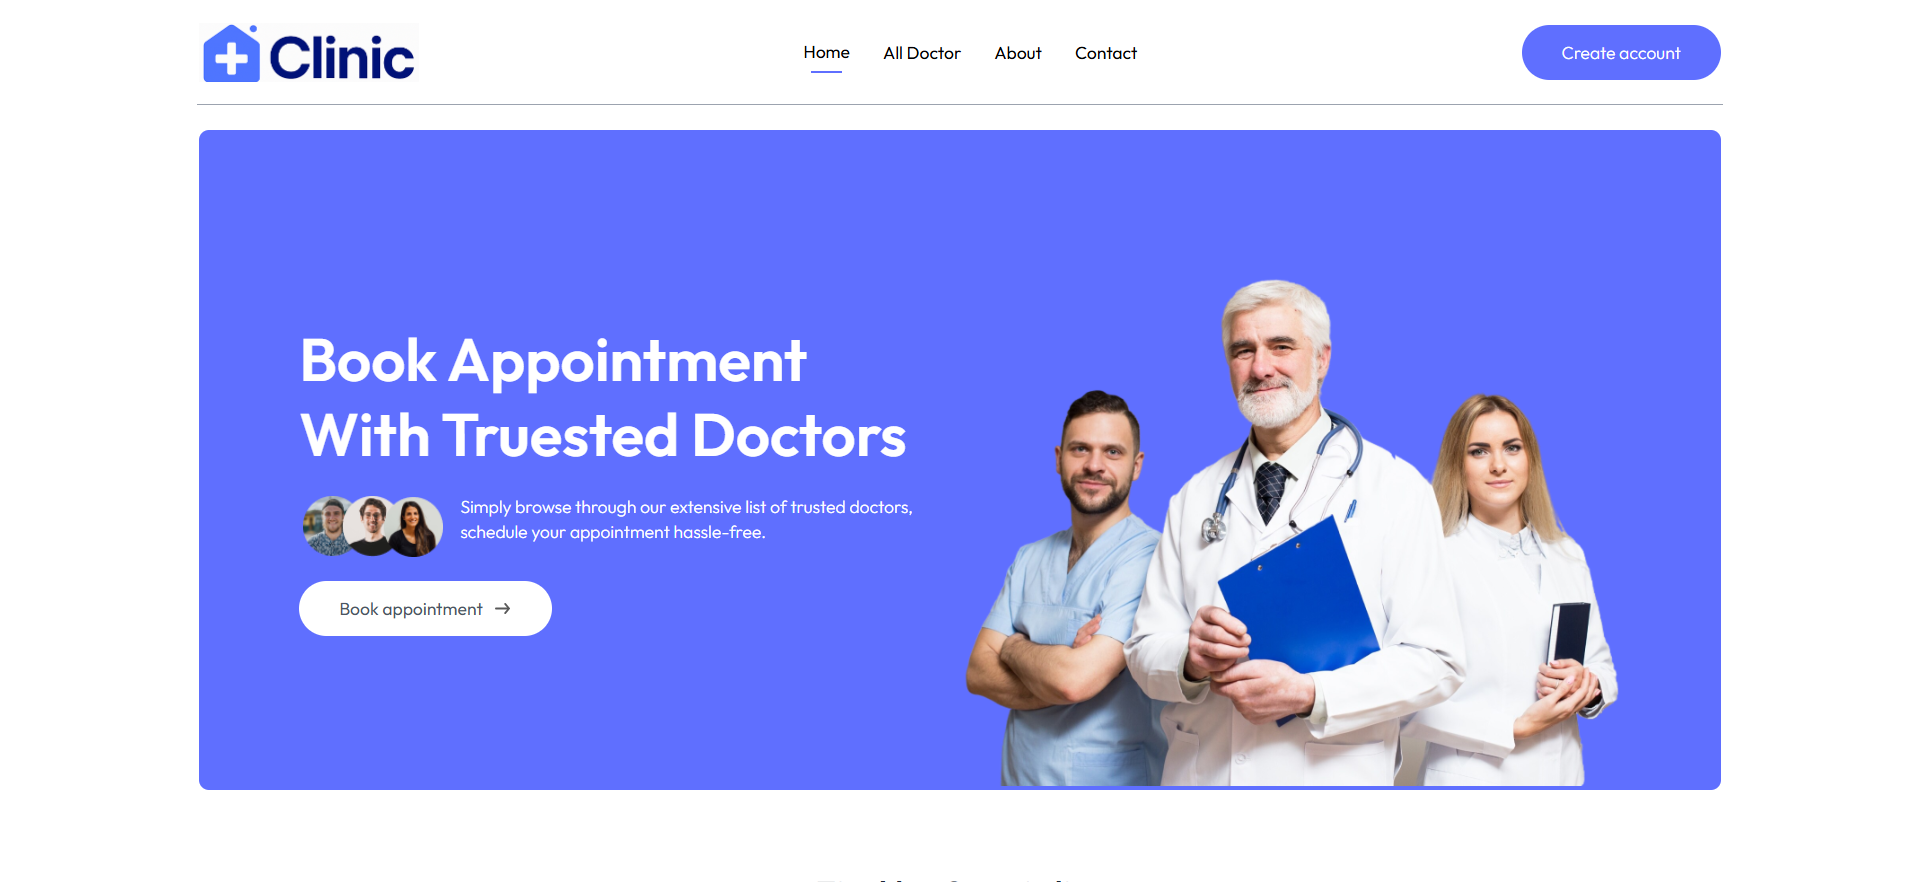 Clinic
Home
All Doctor
About
Contact
Create account
Book Appointment
With Truested Doctors
Simply browse through our extensive list of trusted doctors,
schedule your appointment hassle-free.
Book appointment →